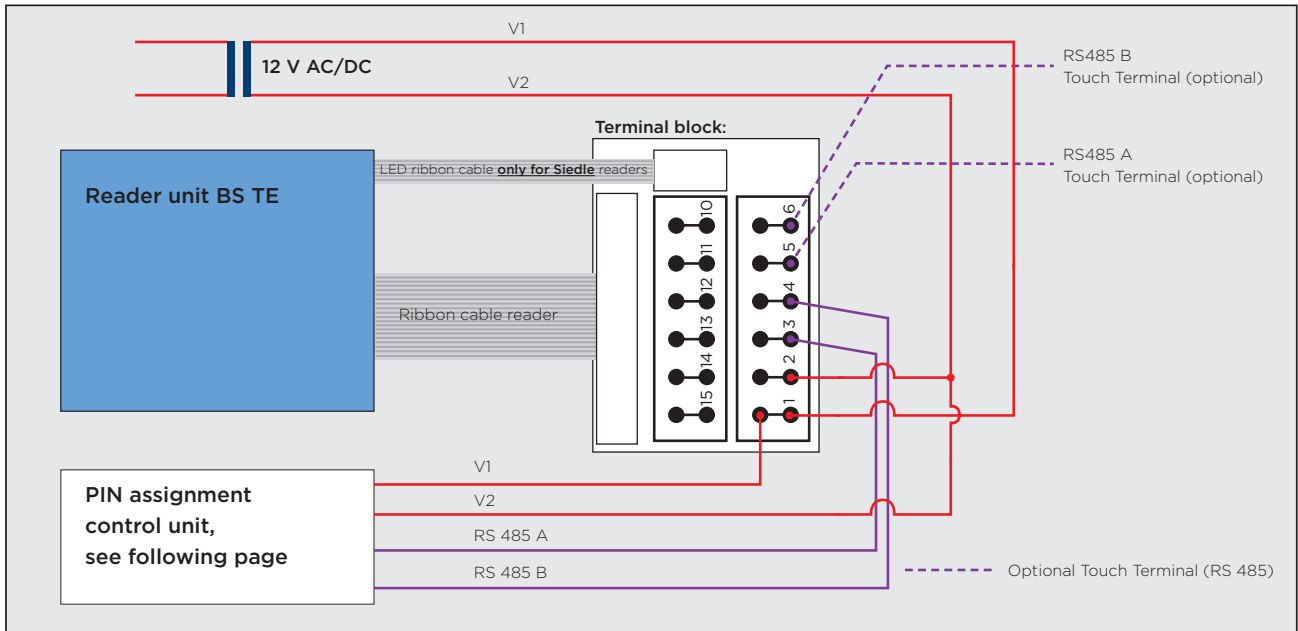 V1
12 V AC/DC
V2
RS485 B
Touch Terminal (optional)
Terminal block:
LED ribbon cable only for Siedle readers
RS485 A
Touch Terminal (optional)
Reader unit BS TE
10
11
12
13
14
15
6
5
4
3
2
1
Ribbon cable reader
V1
PIN assignment
control unit,
see following page
V2
RS 485 A
RS 485 B
Optional Touch Terminal (RS 485)